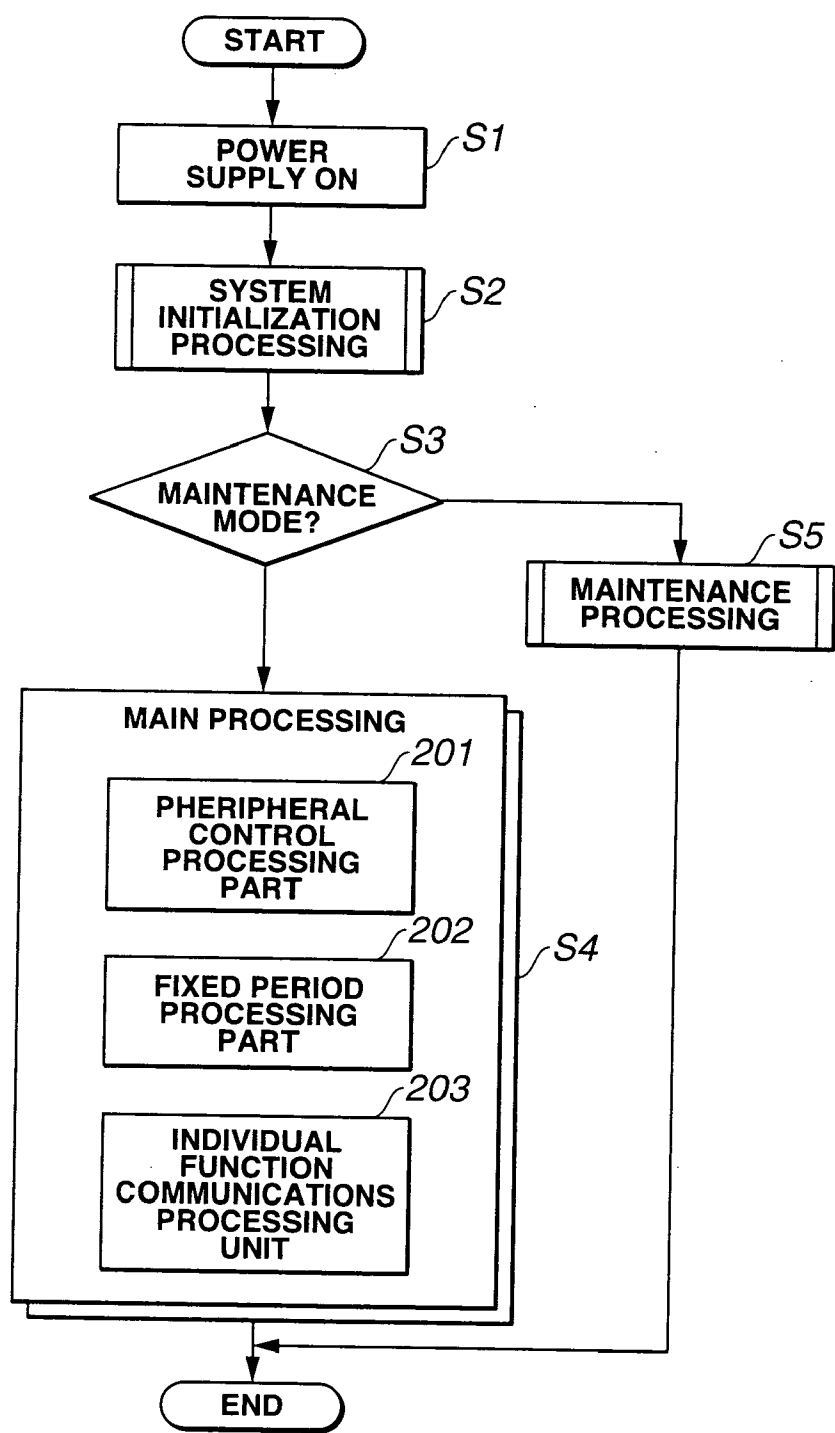 START
POWER
SUPPLY ON
S1
SYSTEM
INITIALIZATION
PROCESSING
S2
MAINTENANCE
MODE?
S3
MAINTENANCE
PROCESSING
S5
MAIN PROCESSING
201
PHERIPHERAL
CONTROL
PROCESSING
PART
202
FIXED PERIOD
PROCESSING
PART
S4
203
INDIVIDUAL
FUNCTION
COMMUNICATIONS
PROCESSING
UNIT
END